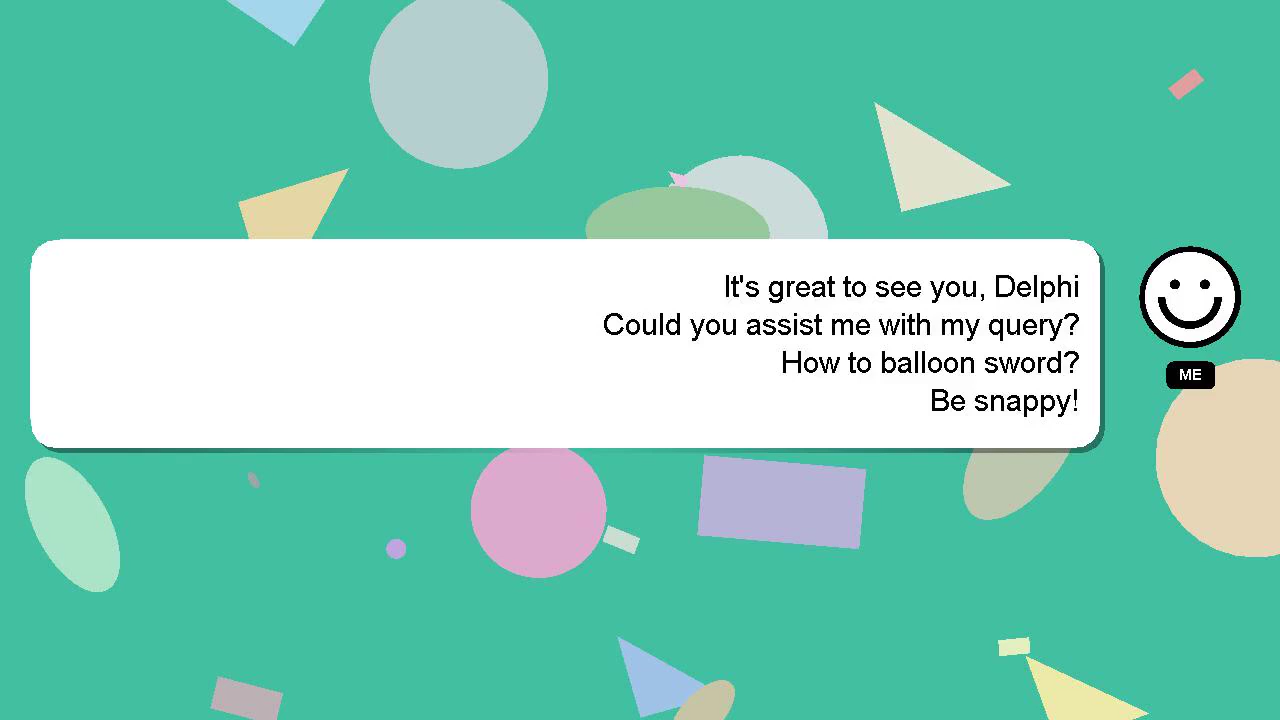 It's great to see you, Delphi
Could you assist me with my query?
How to balloon sword?
Be snappy!
ME